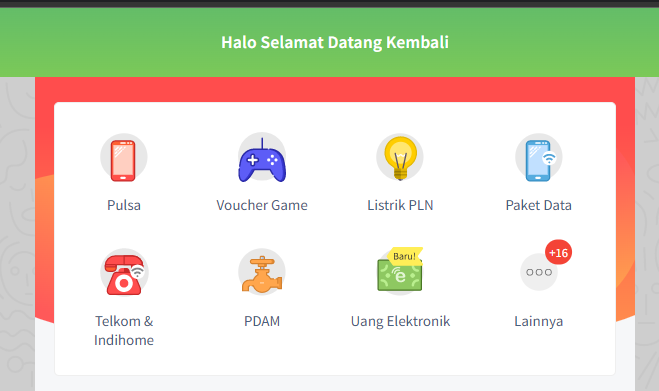 Halo Selamat Datang Kembali
Pulsa
Voucher Game
Listrik PLN
Paket Data
Baru!
e
+16
Telkom &
Indihome
PDAM
Uang Elektronik
Lainnya